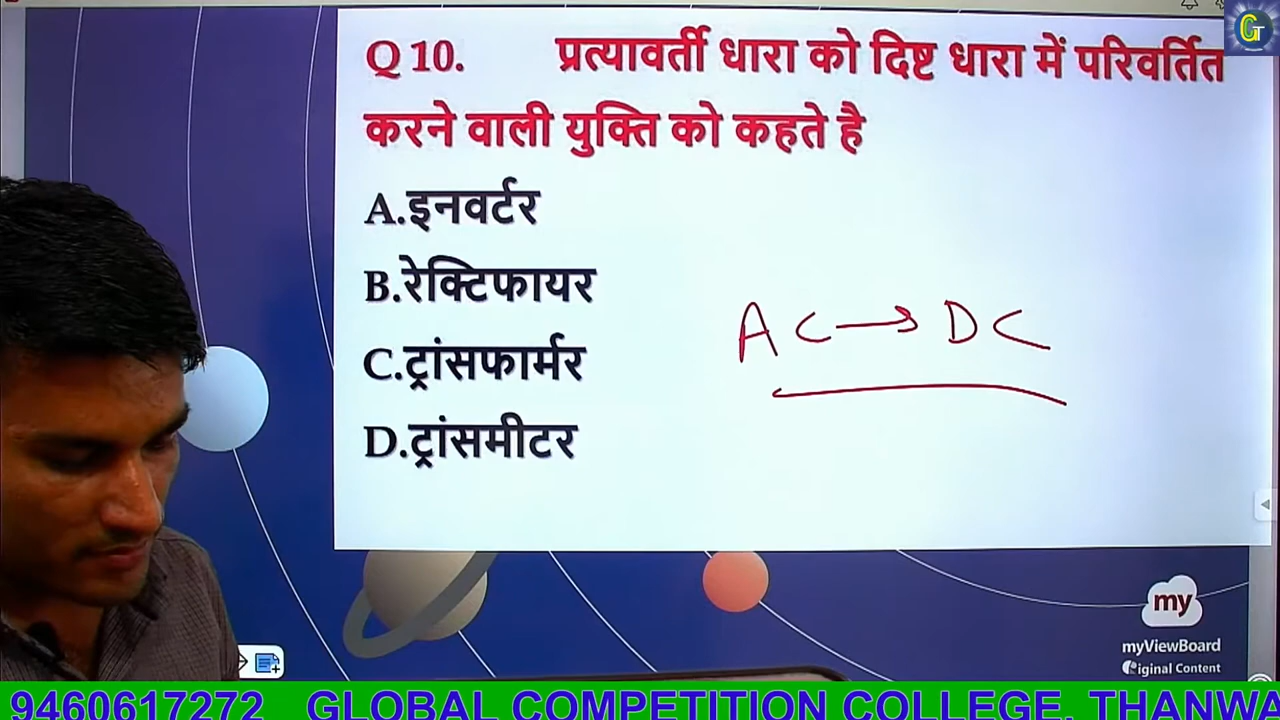 Q 10. प्रत्यावर्ती धारा को दिष्ट धारा में परिवर्तित
करने वाली युक्ति को कहते है
A.इनवर्टर
B.रेक्टिफायर
C.ट्रांसफार्मर
D.ट्रांसमीटर
AC→DC
G
my
myViewBoard
iginal Content
9460617272 GLOBAL COMPETITION COLLEGE, THANWA